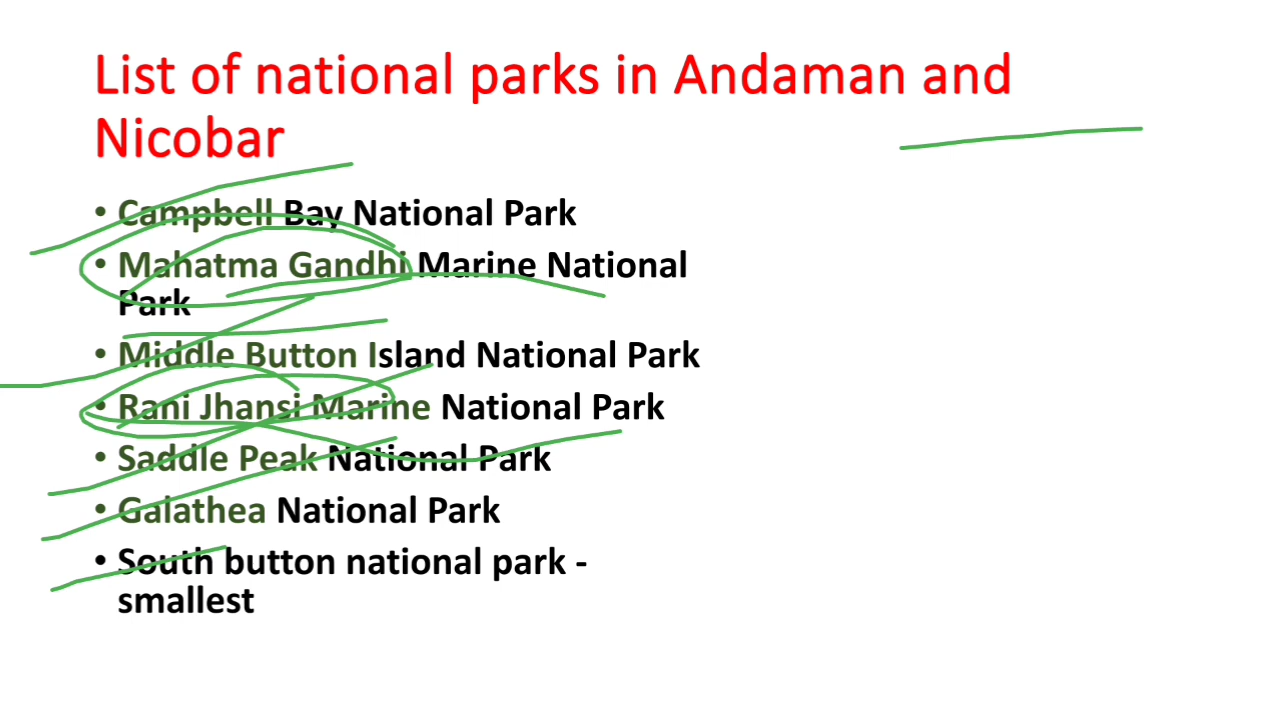 List of national parks in Andaman and
Nicobar
• Campbell Bay National Park
• Mahatma Gandhi Marine National
Park
• Middle Button Island National Park
• Rani Jhansi Marine National Park
• Saddle Peak National Park
• Galathea National Park
• South button national park -
smallest